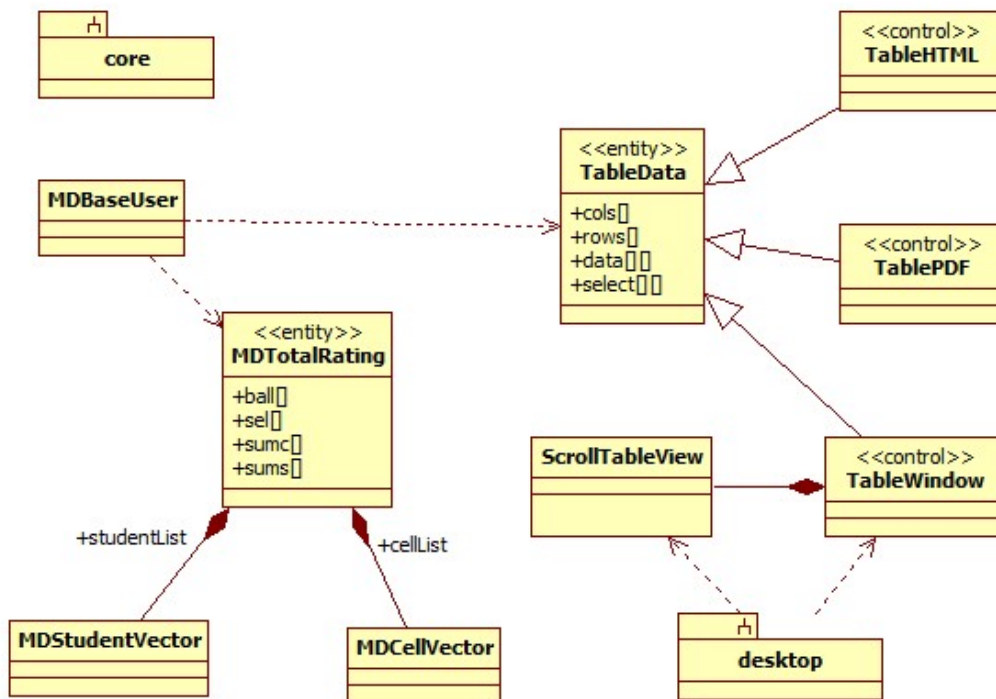 core
<<control>>
TableHTML
<<entity>>
TableData
+cols[]
+rows[]
+data[][]
+select[][]
MDBaseUser
<<control>>
TablePDF
<<entity>>
MDTotalRating
+ball[]
+sel[]
+sumc[]
+sums[]
ScrollTableView
<<control>>
TableWindow
+studentList
+cellList
MDStudentVector
MDCellVector
desktop